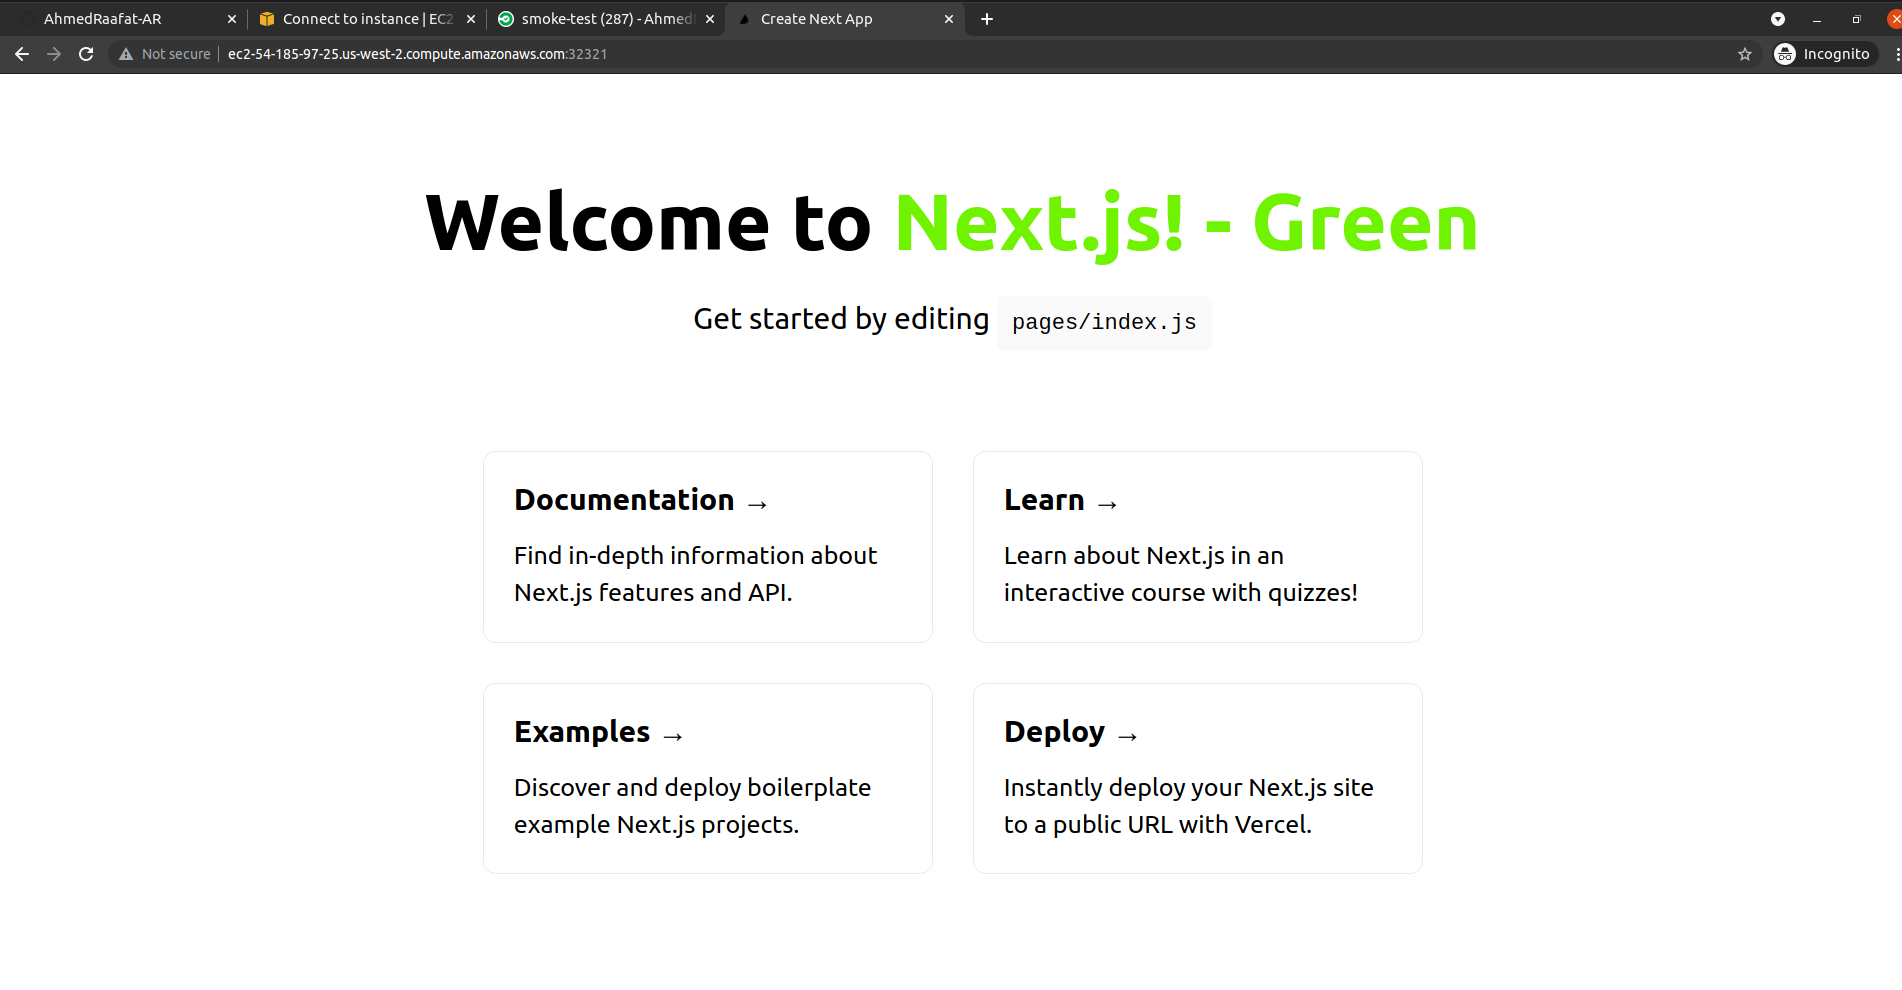 AhmedRaafat-AR
Connect to instance | EC2
smoke-test (287) - Ahmed
Create Next App
Not secure
ec2-54-185-97-25.us-west-2.compute.amazonaws.com:32321
Incognito
Welcome to Next.js! - Green
Get started by editing pages/index.js
Documentation →
Find in-depth information about
Next.js features and API.
Learn →
Learn about Next.js in an
interactive course with quizzes!
Examples →
Discover and deploy boilerplate
example Next.js projects.
Deploy →
Instantly deploy your Next.js site
to a public URL with Vercel.